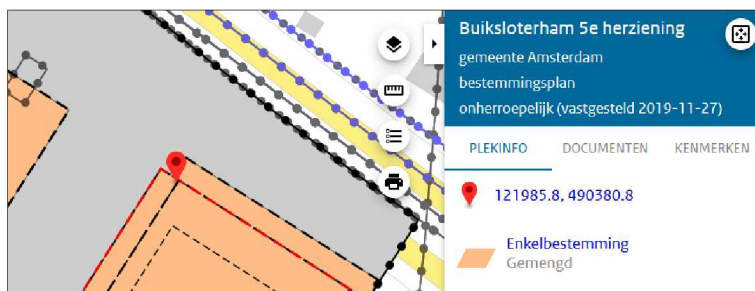 Buiksloterham 5e herziening
gemeente Amsterdam
bestemmingsplan
onherroepelijk (vastgesteld 2019-11-27)
PLEKINFO DOCUMENTEN KENMERKEN
121985.8, 490380.8
Enkelbestemming
Gemengd